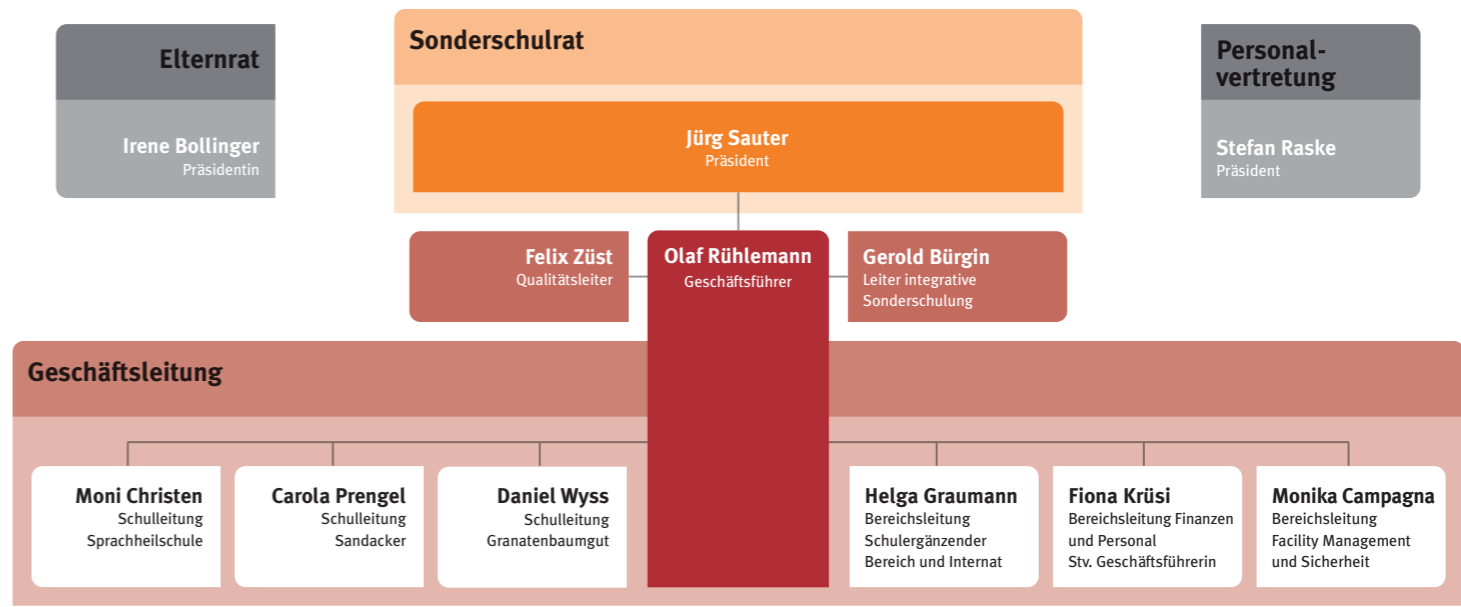 Elternrat
Irene Bollinger
Präsidentin
Sonderschulrat
Jürg Sauter
Präsident
Personal-
vertretung
Stefan Raske
Präsident
Felix Züst
Qualitätsleiter
Olaf Rühlemann
Geschäftsführer
Gerold Bürgin
Leiter integrative
Sonderschulung
Geschäftsleitung
Moni Christen
Schulleitung
Sprachheilschule
Carola Prengel
Schulleitung
Sandacker
Daniel Wyss
Schulleitung
Granatenbaumgut
Helga Graumann
Bereichsleitung
Schulergänzender
Bereich und Internat
Fiona Krüsi
Bereichsleitung Finanzen
und Personal
Stv. Geschäftsführerin
Monika Campagna
Bereichsleitung
Facility Management
und Sicherheit